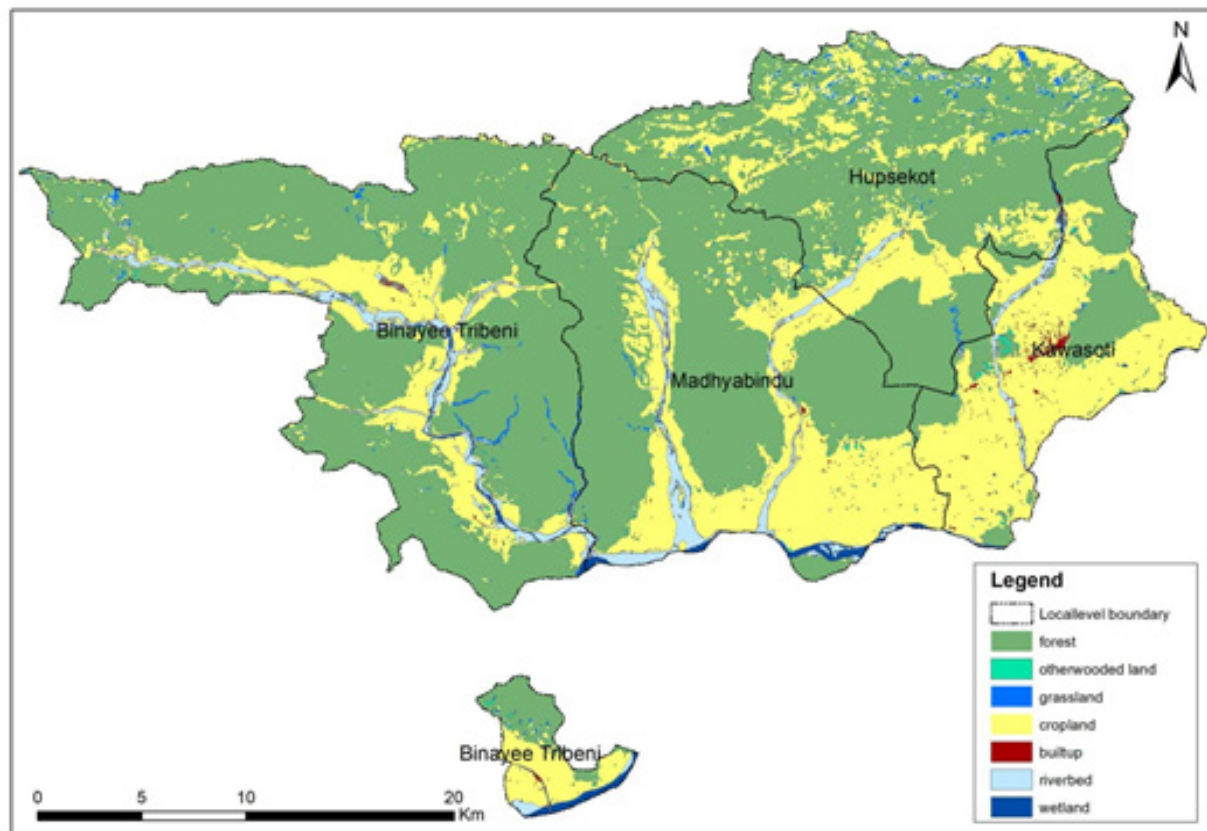 N
Hupsekot
Binayee Tribeni
Kawasoti
Madhyabindu
Legend
Locallevel boundary
forest
otherwooded land
grassland
cropland
builtup
riverbed
wetland
Binayee Tribeni
0 5 10 20
Km